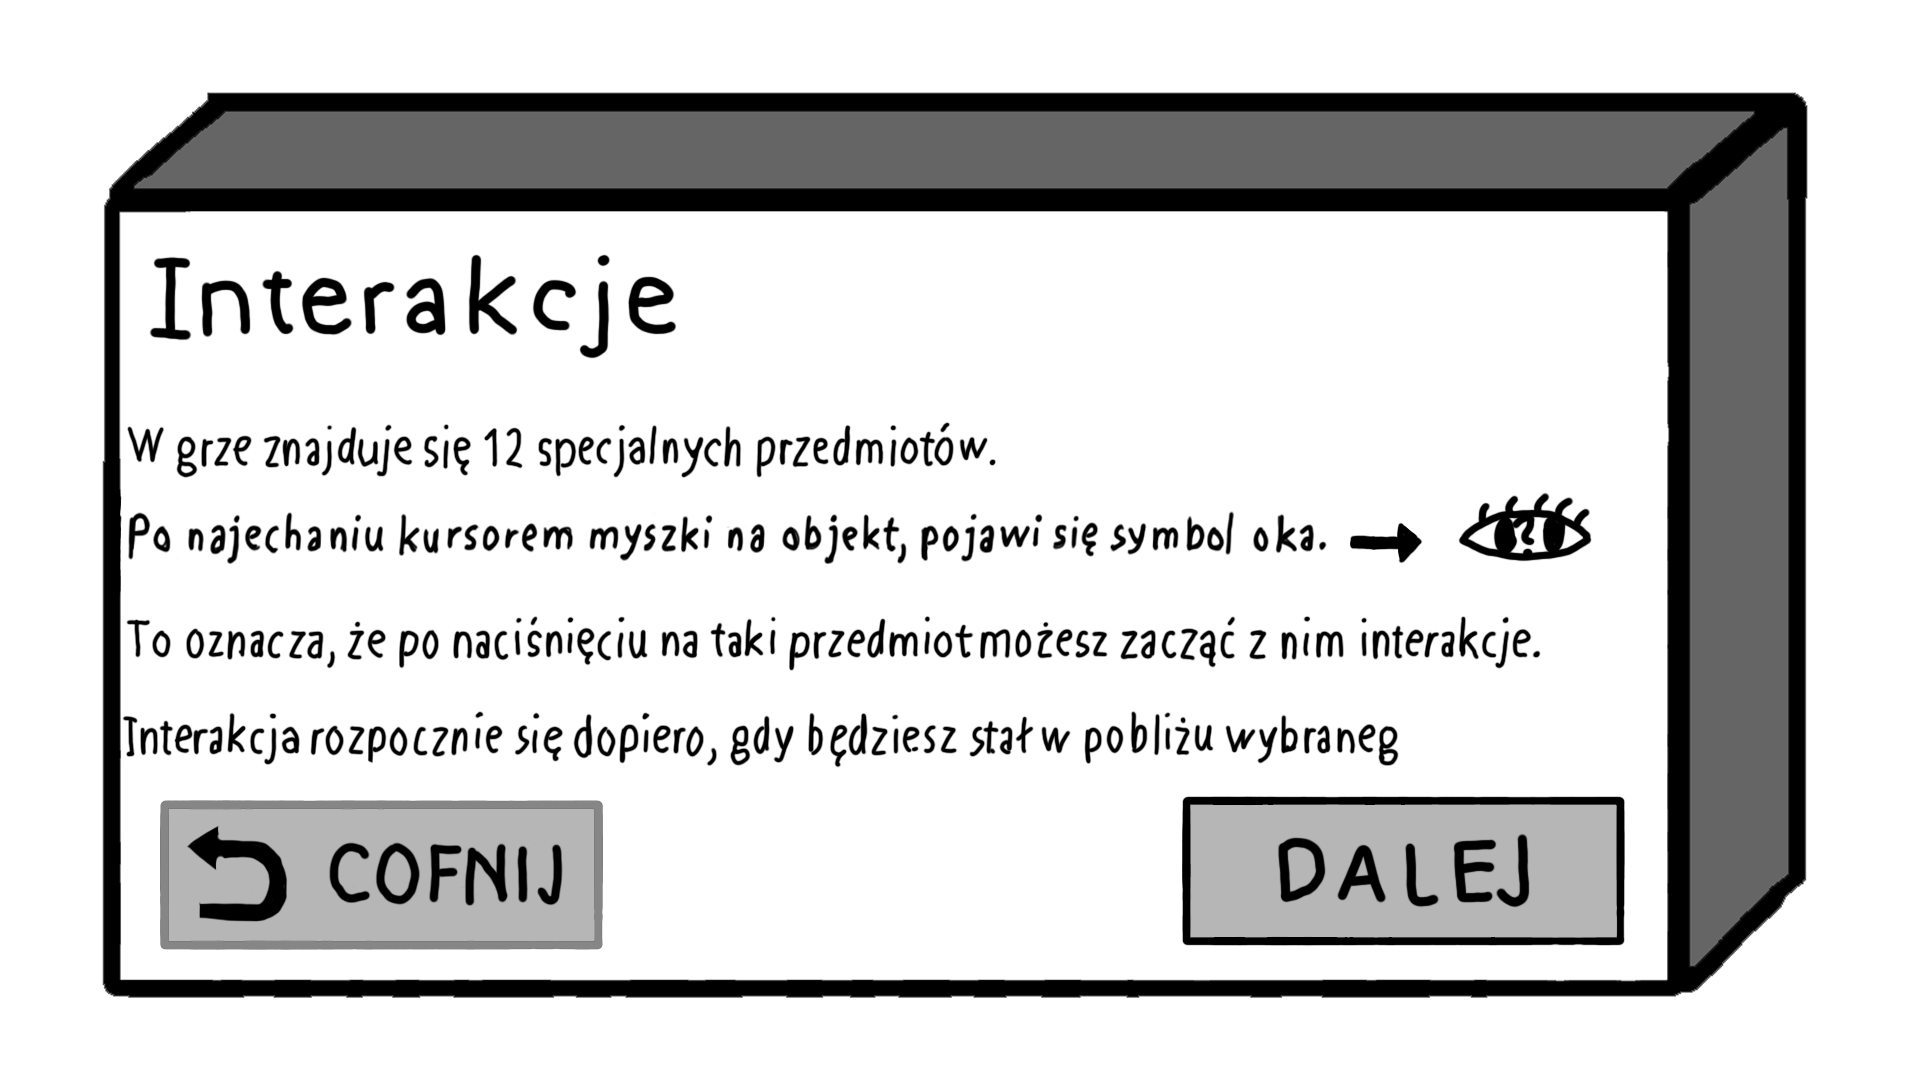 Interakcje
W grze znajduje się 12 specjalnych przedmiotów.
Po najechaniu kursorem myszki na objekt, pojawi się symbol oka.
?
To oznacza, że po naciśnięciu na taki przedmiot możesz zacząć z nim interakcje.
Interakcja rozpocznie się dopiero, gdy będziesz stał w pobliżu wybraneg
COFNIJ
DALEJ